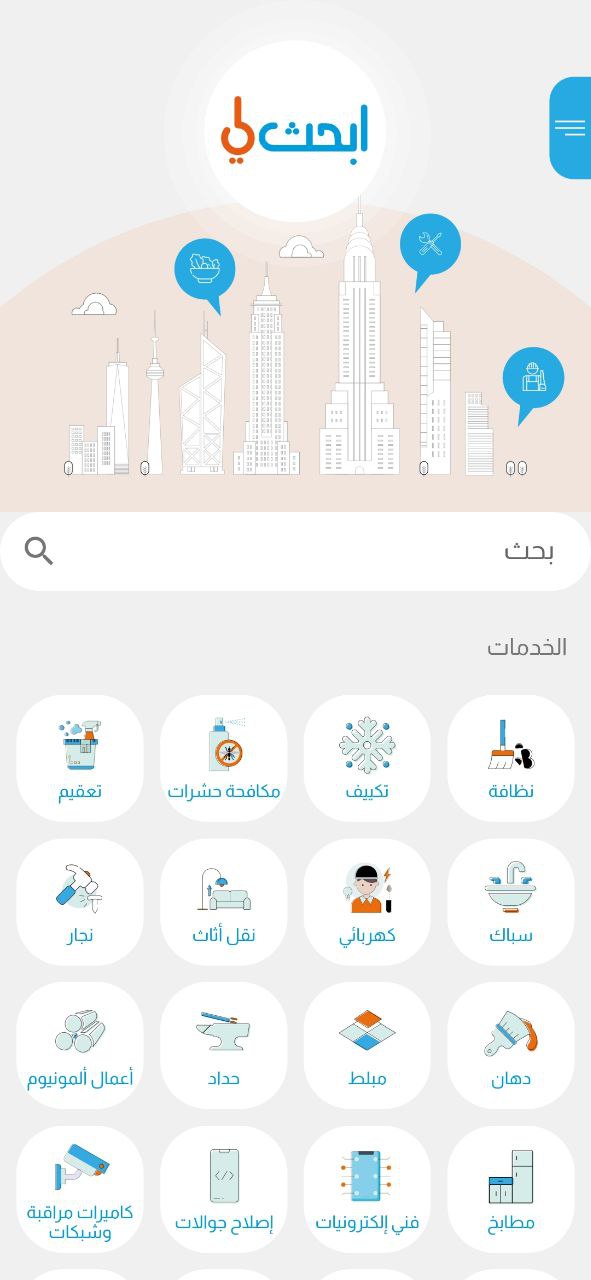 ابحث لي
بحث
الخدمات
نظافة
تكييف
مكافحة حشرات
تعقيم
سباك
كهربائي
نقل أثاث
نجار
دهان
مبلط
حداد
أعمال ألمونيوم
مطابخ
فني إلكترونيات
إصلاح جوالات
كاميرات مراقبة
وشبكات